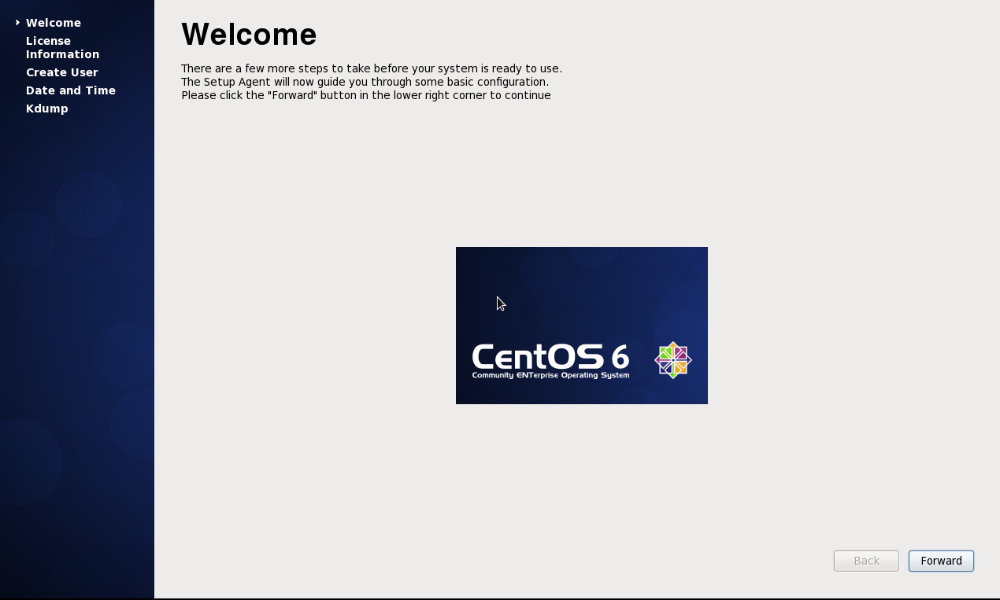 Welcome
License
Information
Create User
Date and Time
Kdump
Welcome
There are a few more steps to take before your system is ready to use.
The Setup Agent will now guide you through some basic configuration.
Please click the "Forward" button in the lower right corner to continue
CentOS 6
Community ENTerprise Operating System
Back
Forward